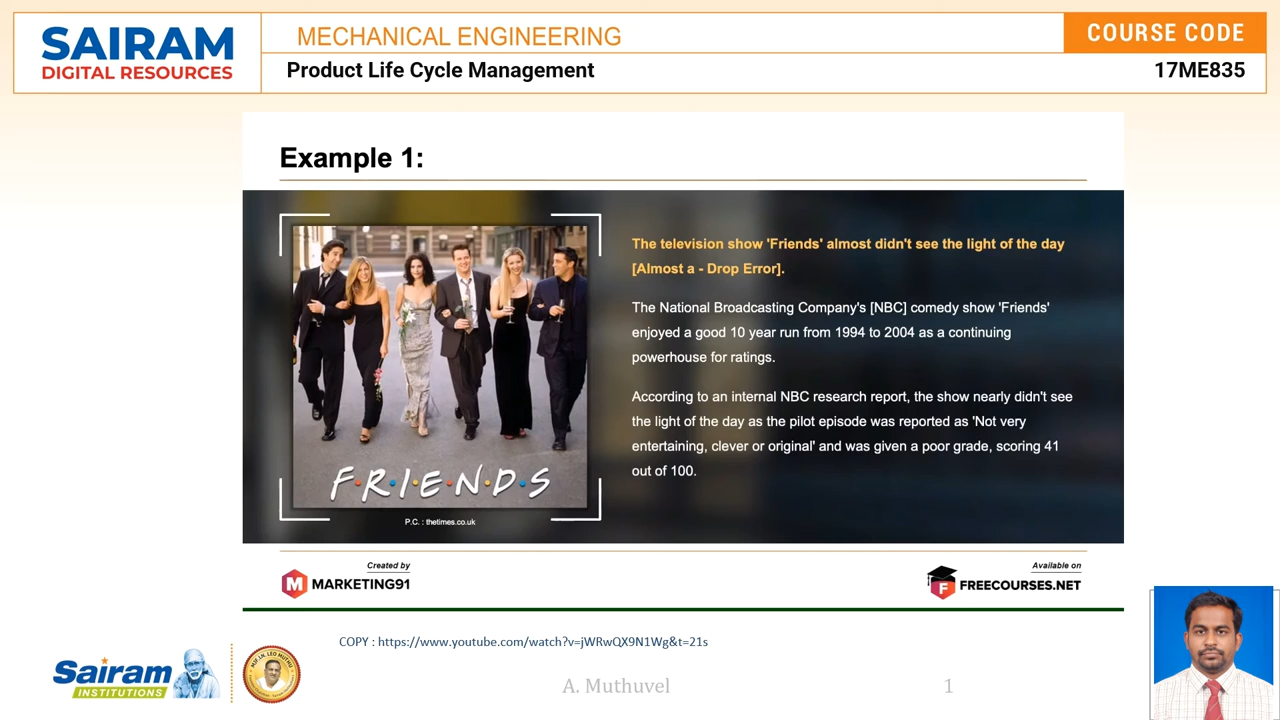 SAIRAM
DIGITAL RESOURCES
MECHANICAL ENGINEERING
COURSE CODE
Product Life Cycle Management
17ME835
Example 1:
The television show 'Friends' almost didn't see the light of the day
[Almost a - Drop Error].
The National Broadcasting Company's [NBC] comedy show 'Friends'
enjoyed a good 10 year run from 1994 to 2004 as a continuing
powerhouse for ratings.
According to an internal NBC research report, the show nearly didn't see
the light of the day as the pilot episode was reported as 'Not very
entertaining, clever or original' and was given a poor grade, scoring 41
out of 100.
F·R·I·E·N·D·S
P.C. : thetimes.co.uk
Created by
M MARKETING91
Available on
F FREECOURSES.NET
COPY : https://www.youtube.com/watch?v=jWRwQX9N1Wg&t=21s
Sairam
INSTITUTIONS
A. Muthuvel
1